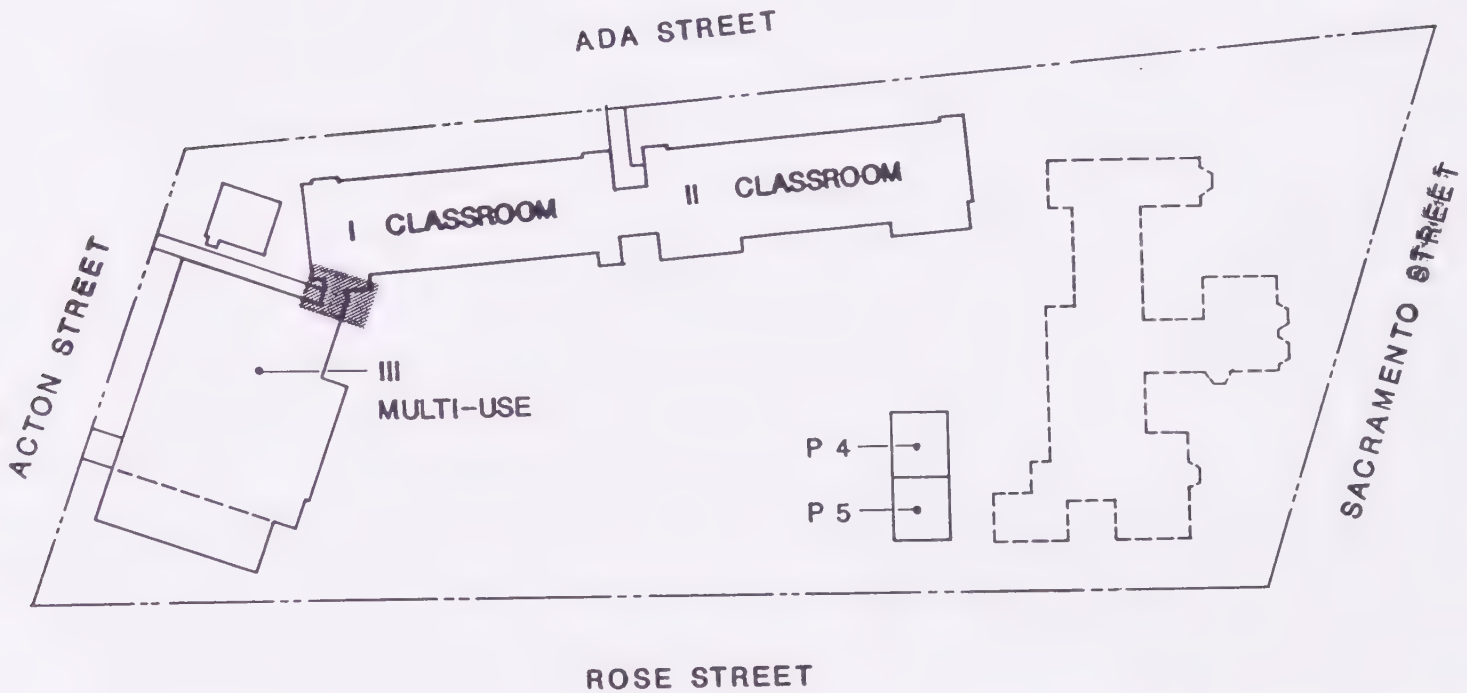 ADA STREET
I CLASSROOM
II CLASSROOM
ACTON STREET
III
MULTI-USE
P 4
P 5
SACRAMENTO STREET
ROSE STREET